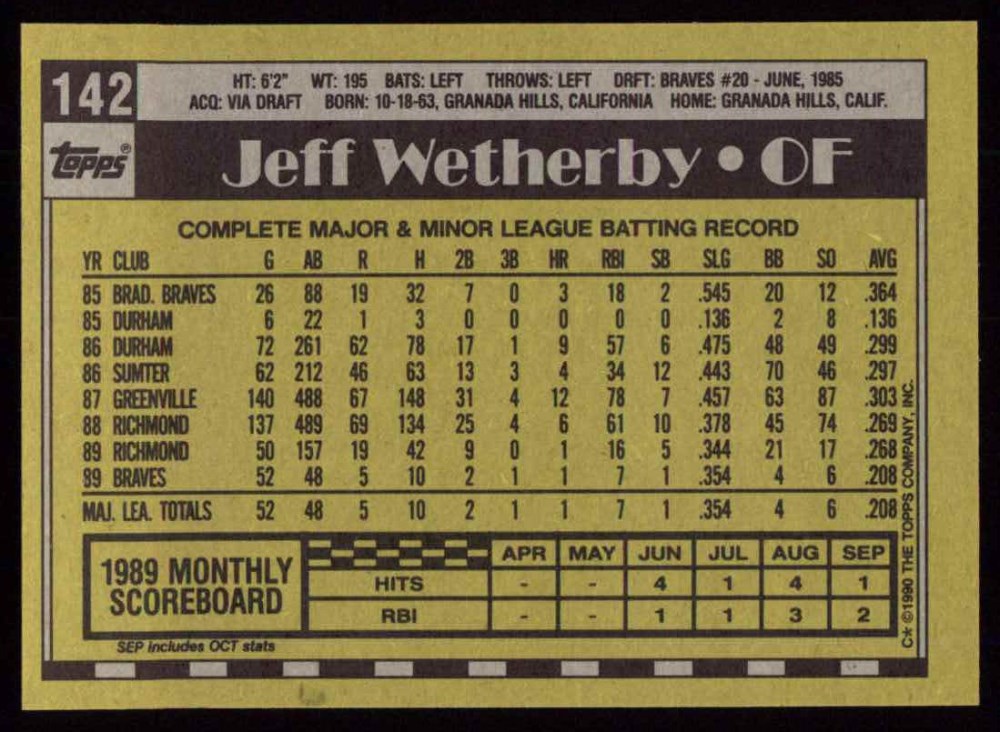 142
HT: 6'2" WT: 195 BATS: LEFT THROWS: LEFT DRFT: BRAVES #20 - JUNE, 1985
ACQ: VIA DRAFT BORN: 10-18-63, GRANADA HILLS, CALIFORNIA HOME: GRANADA HILLS, CALIF.
topps®
Jeff Wetherby • OF
COMPLETE MAJOR & MINOR LEAGUE BATTING RECORD
YR CLUB G AB R H 2B 3B HR RBI SB SLG BB SO AVG
85 BRAD. BRAVES 26 88 19 32 7 0 3 18 2 .545 20 12 .364
85 DURHAM 6 22 1 3 0 0 0 0 0 .136 2 8 .136
86 DURHAM 72 261 62 78 17 1 9 57 6 .475 48 49 .299
86 SUMTER 62 212 46 63 13 3 4 34 12 .443 70 46 .297
87 GREENVILLE 140 488 67 148 31 4 12 78 7 .457 63 87 .303
88 RICHMOND 137 489 69 134 25 4 6 61 10 .378 45 74 .269
89 RICHMOND 50 157 19 42 9 0 1 16 5 .344 21 17 .268
89 BRAVES 52 48 5 10 2 1 1 7 1 .354 4 6 .208
MAJ. LEA. TOTALS 52 48 5 10 2 1 1 7 1 .354 4 6 .208
1989 MONTHLY
SCOREBOARD
APR MAY JUN JUL AUG SEP
HITS - - 4 1 4 1
RBI - - 1 1 3 2
SEP includes OCT stats
C* ©1990 THE TOPPS COMPANY, INC.